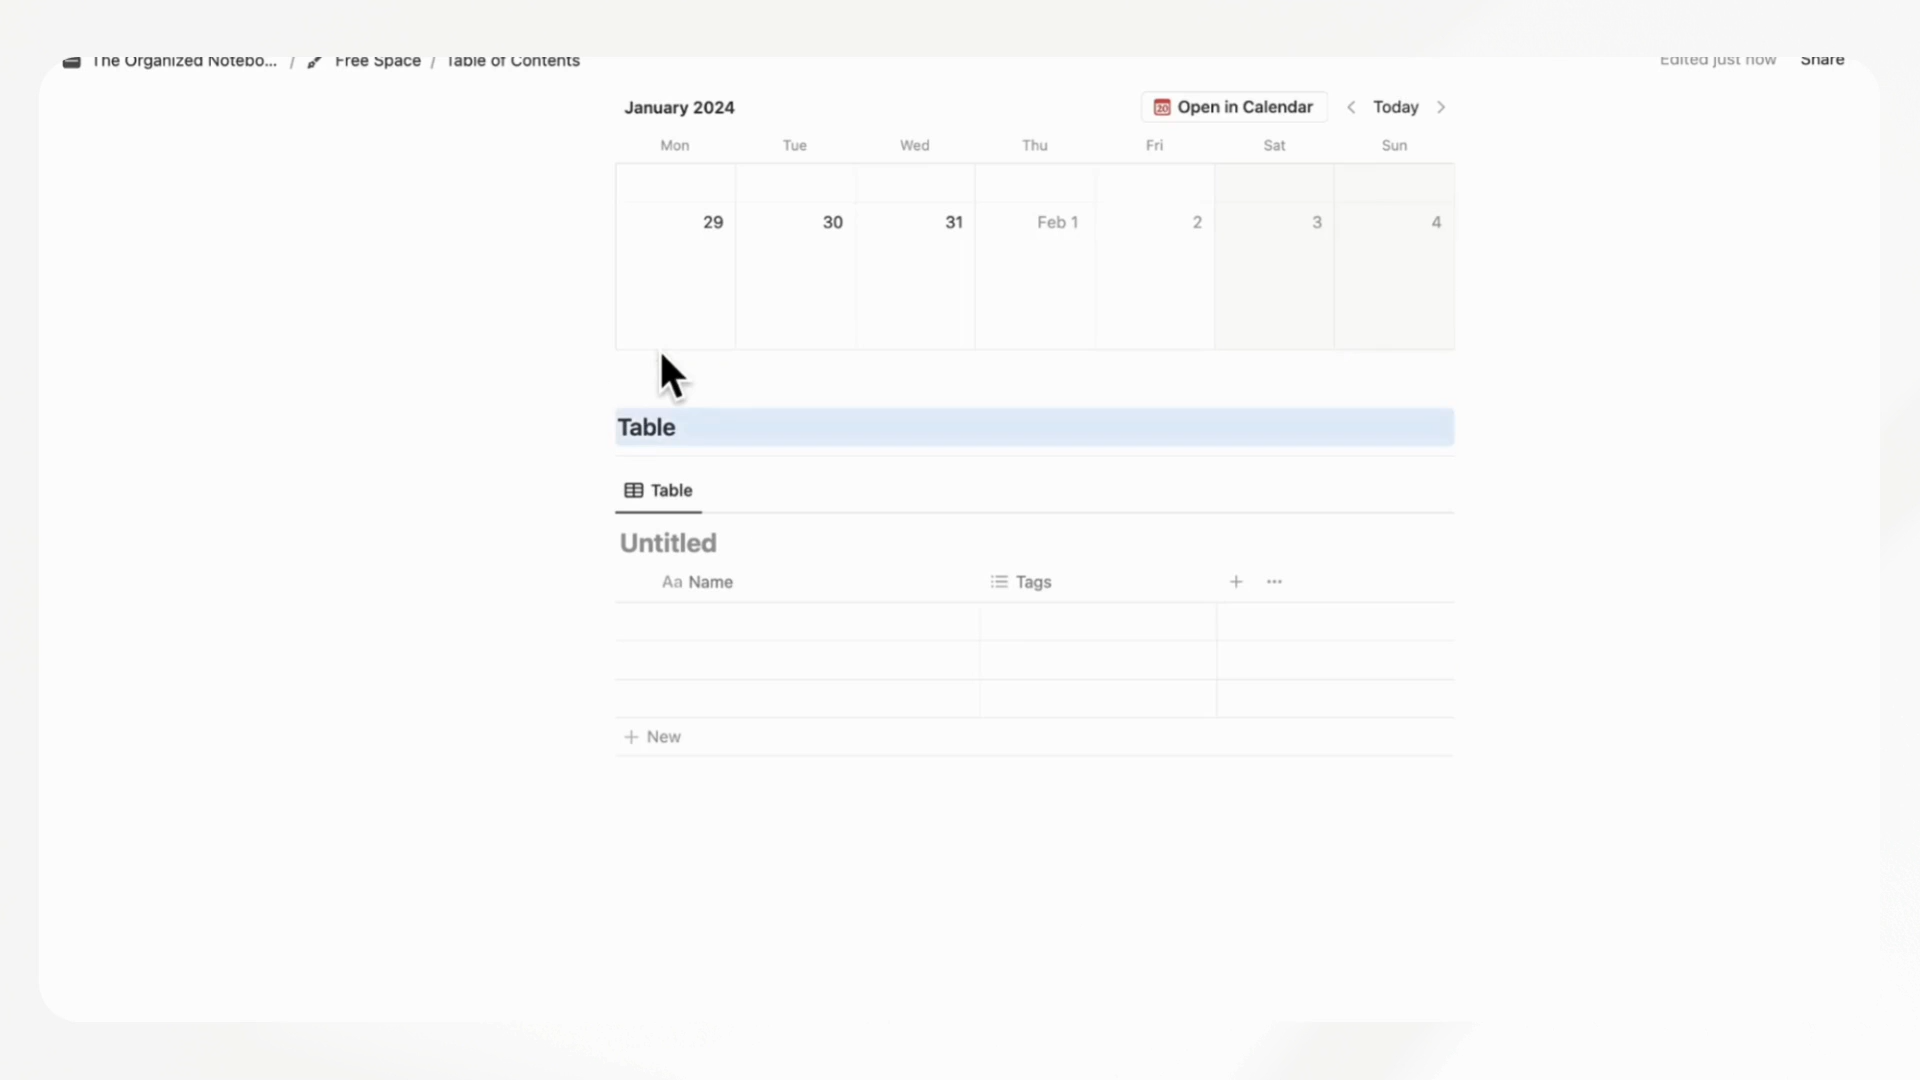 The Organized Notebo... / Free Space / Table of Contents
Edited just now Share
January 2024
20 Open in Calendar < Today >
Mon Tue Wed Thu Fri Sat Sun
29 30 31 Feb 1 2 3 4
Table
Table
Untitled
Aa Name Tags + ...
+ New